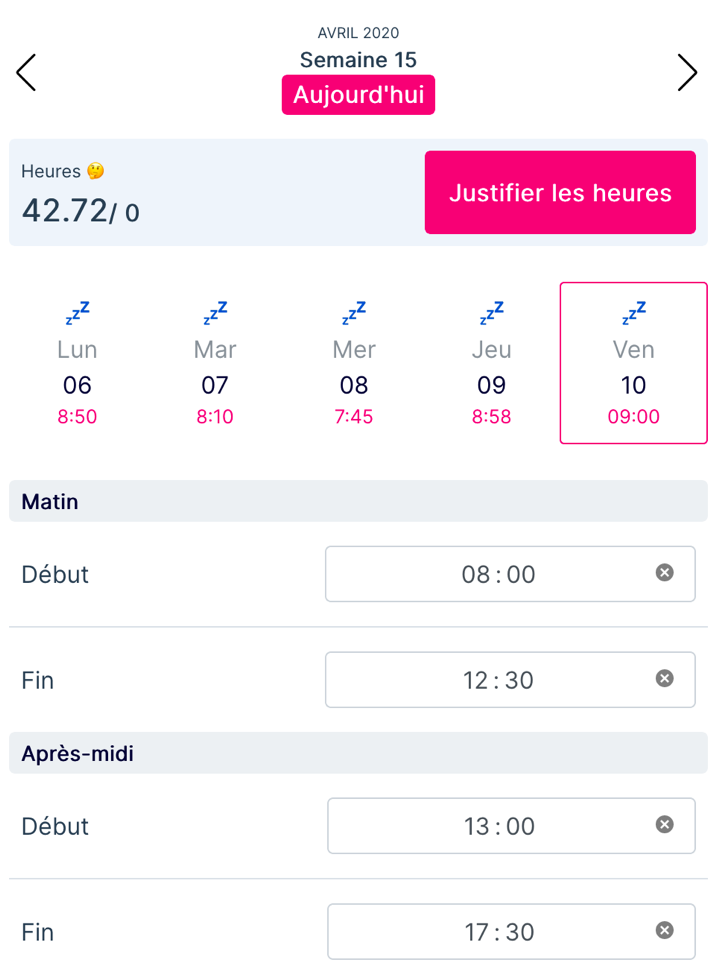 AVRIL 2020
Semaine 15
Aujourd'hui
Heures 🤔
42.72/ 0
Justifier les heures
zzZ zzZ zzZ zzZ zzZ
Lun Mar Mer Jeu Ven
06 07 08 09 10
8:50 8:10 7:45 8:58 09:00
Matin
Début 08:00
Fin 12:30
Après-midi
Début 13:00
Fin 17:30